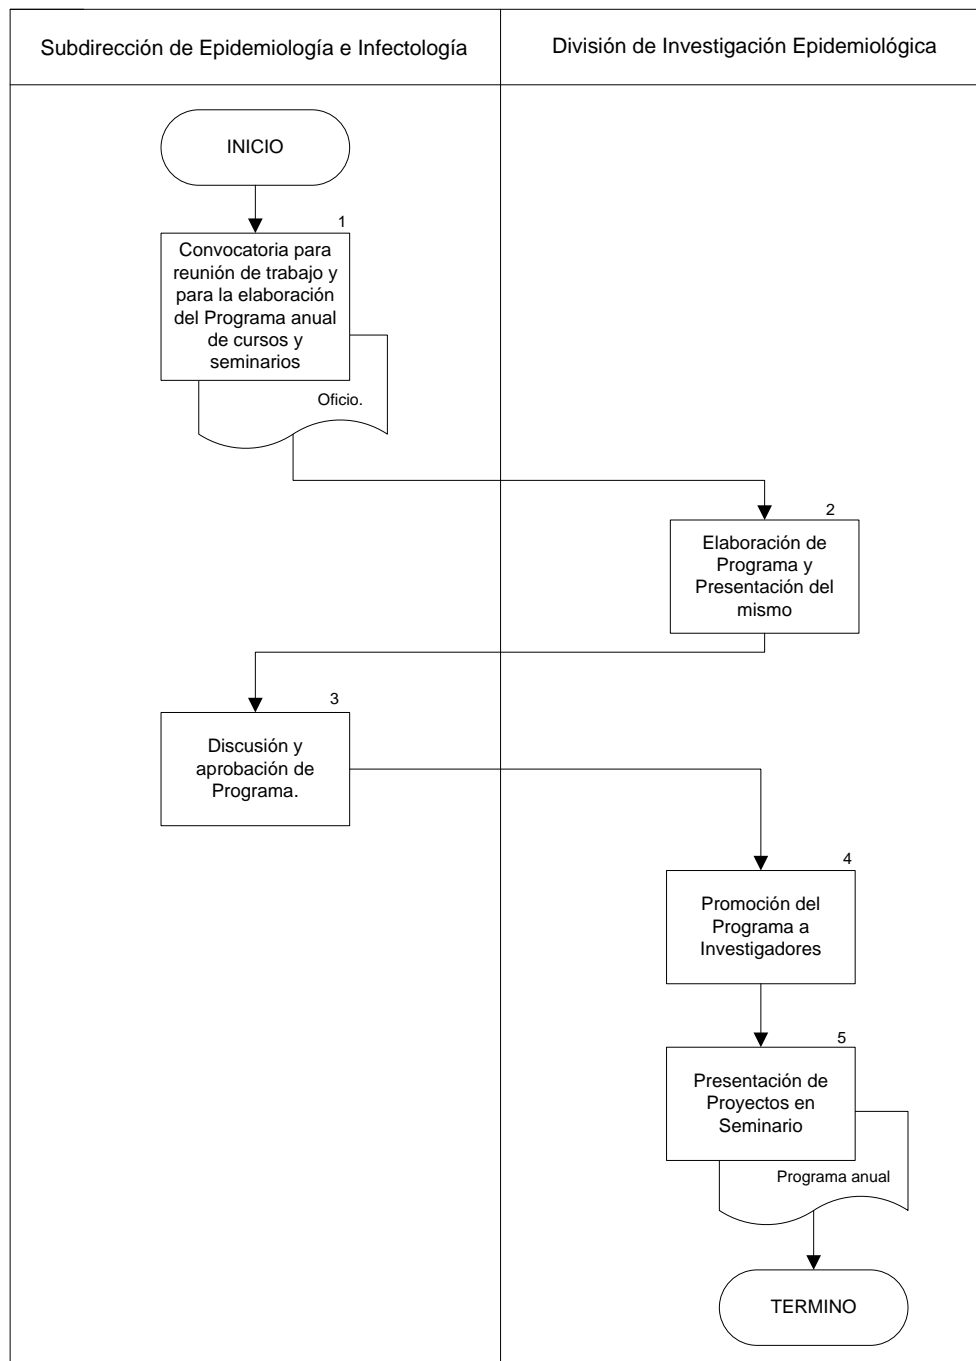 Subdirección de Epidemiología e Infectología
División de Investigación Epidemiológica
INICIO
1
Convocatoria para
reunión de trabajo y
para la elaboración
del Programa anual
de cursos y
seminarios
Oficio.
2
Elaboración de
Programa y
Presentación del
mismo
3
Discusión y
aprobación de
Programa.
4
Promoción del
Programa a
Investigadores
5
Presentación de
Proyectos en
Seminario
Programa anual
TERMINO